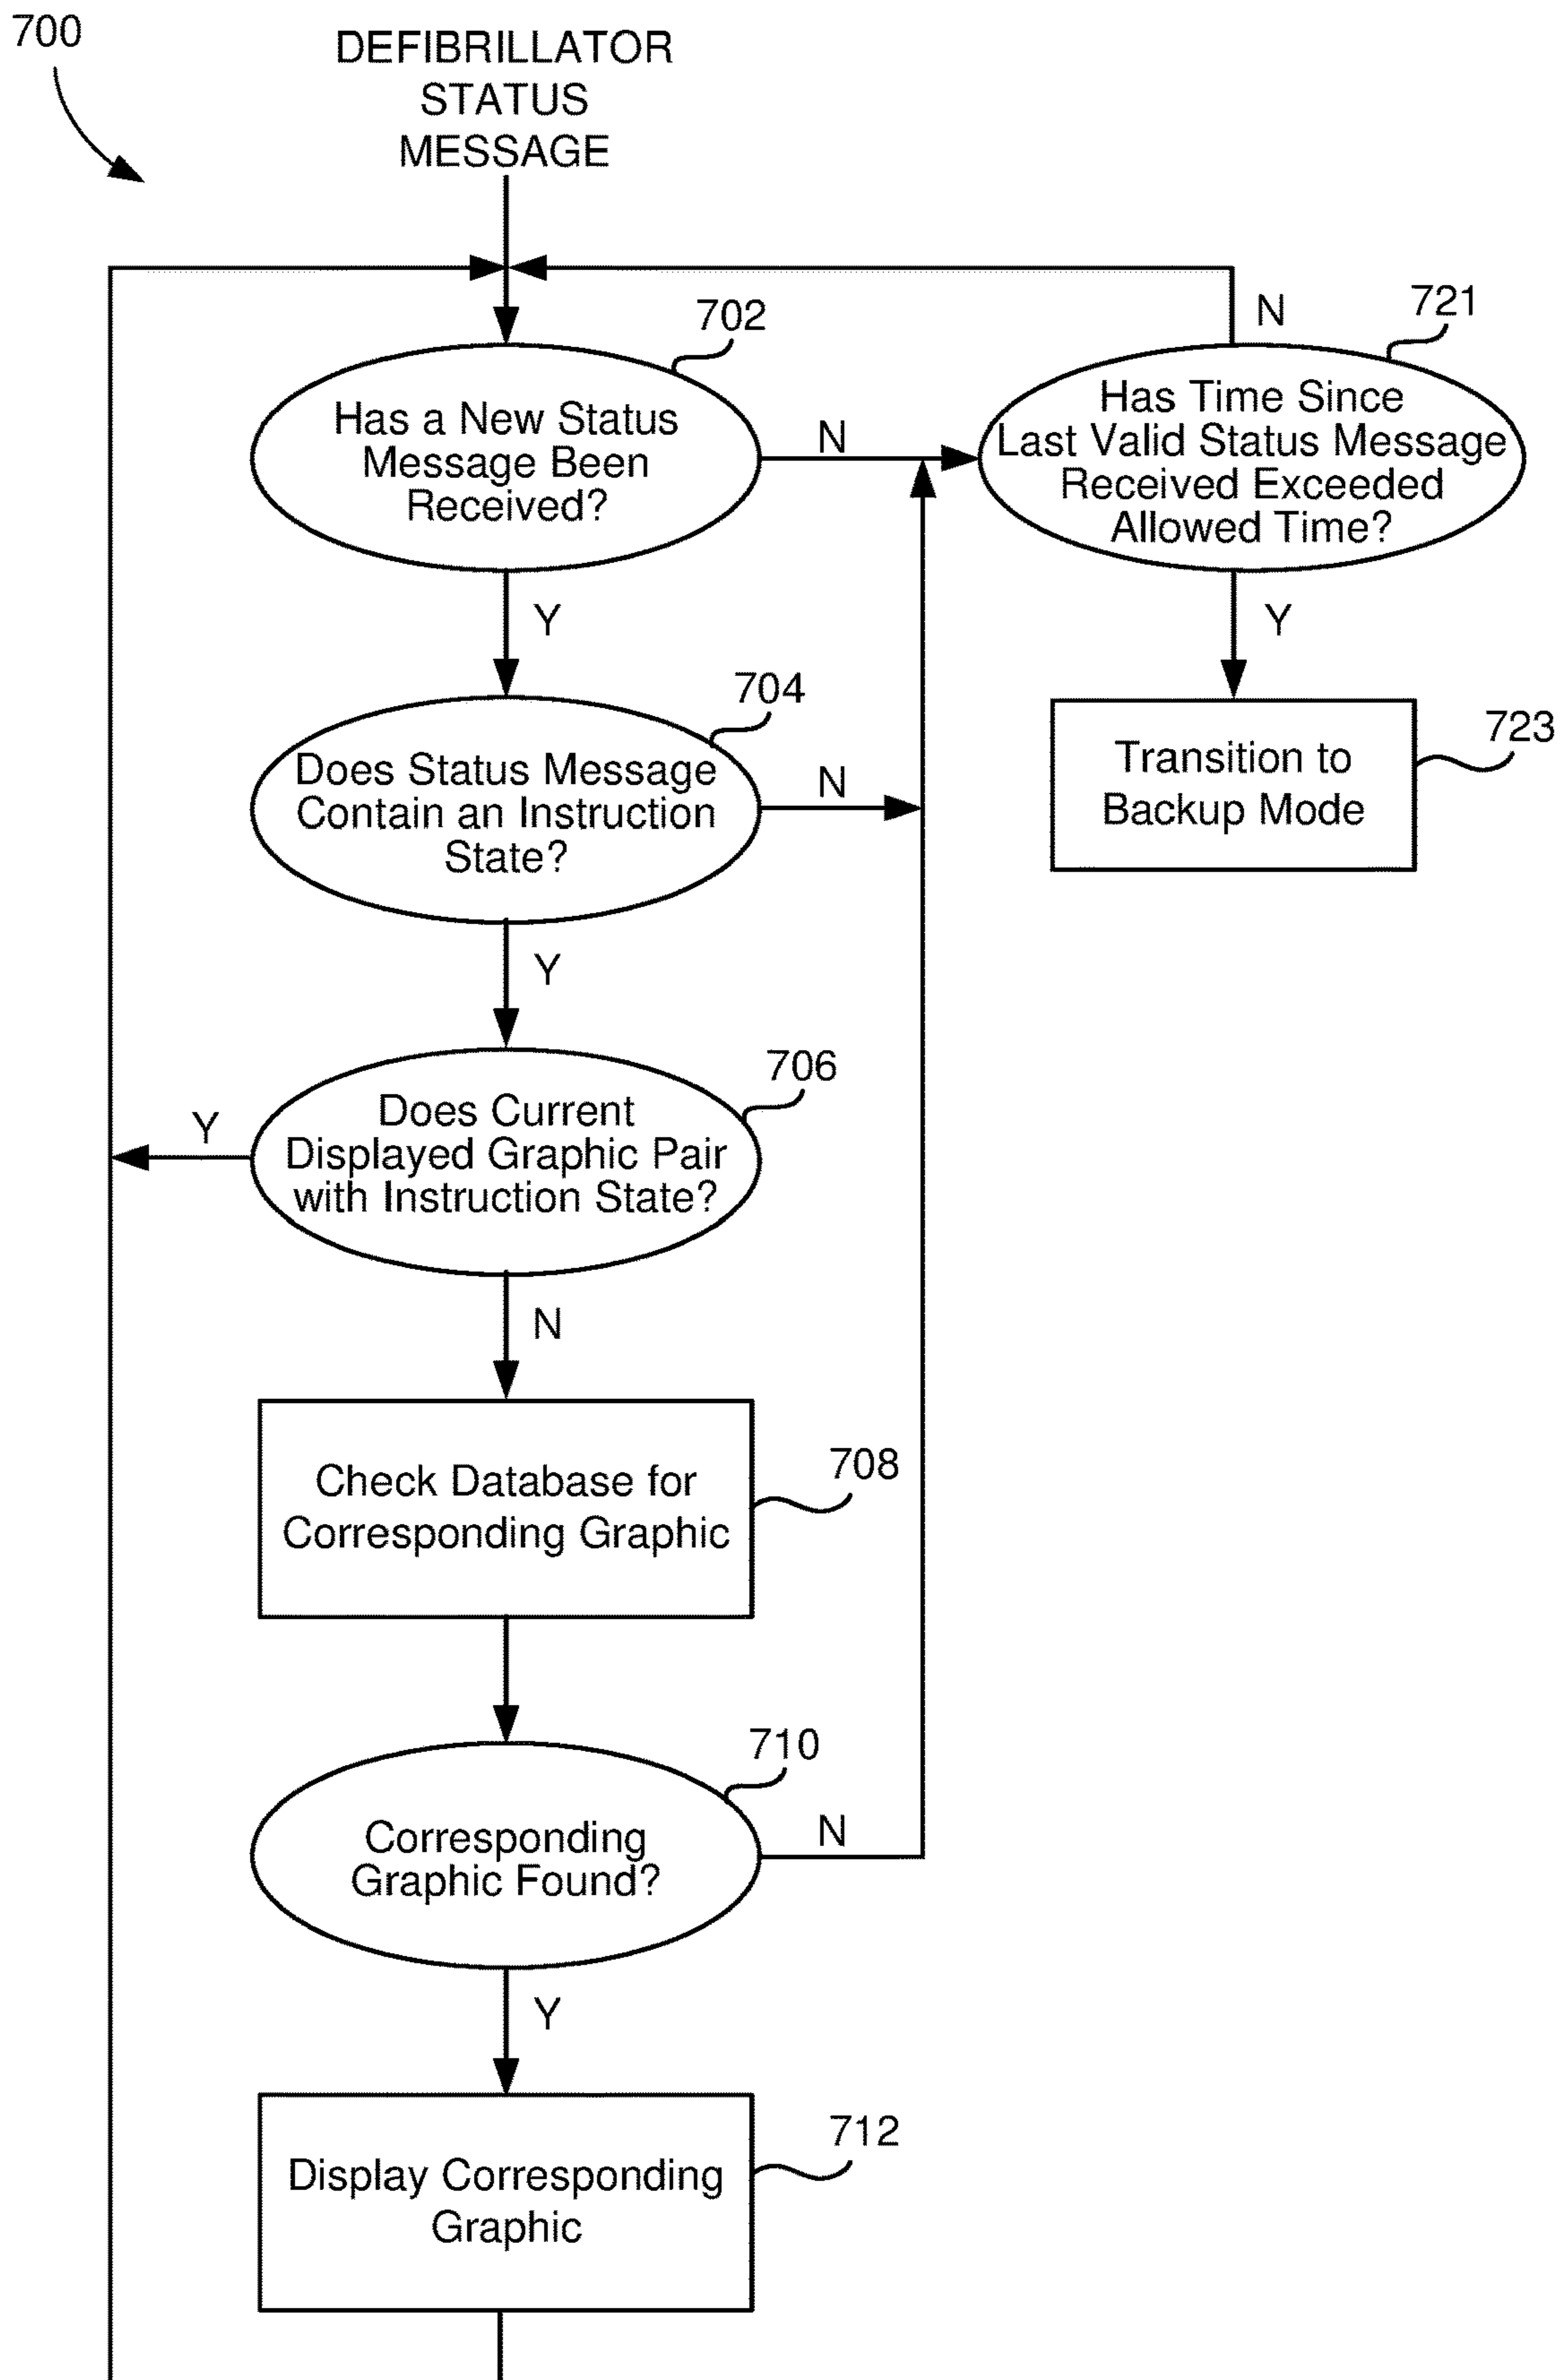 700
DEFIBRILLATOR
STATUS
MESSAGE
702
Has a New Status
Message Been
Received?
N
Y
721
N
Has Time Since
Last Valid Status Message
Received Exceeded
Allowed Time?
Y
723
Transition to
Backup Mode
704
Does Status Message
Contain an Instruction
State?
N
Y
706
Does Current
Displayed Graphic Pair
with Instruction State?
Y
N
708
Check Database for
Corresponding Graphic
710
Corresponding
Graphic Found?
N
Y
712
Display Corresponding
Graphic